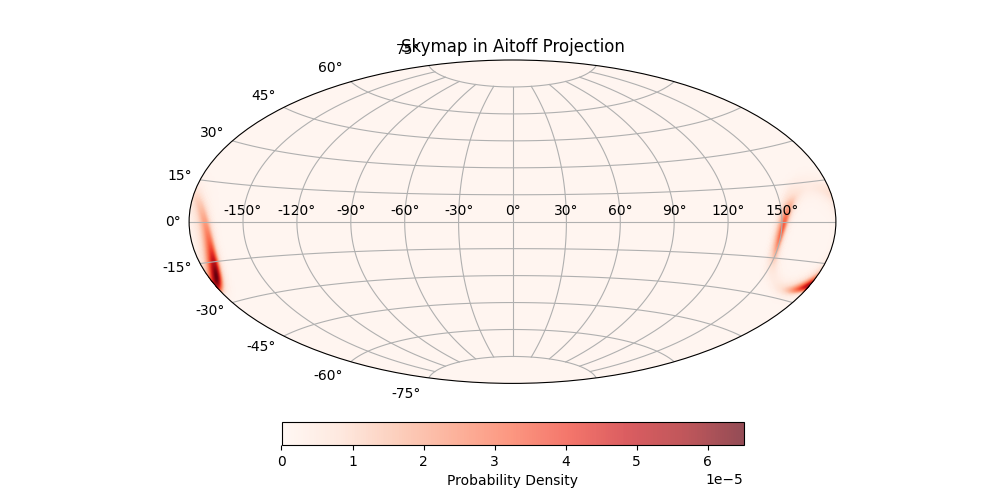 Skymap in Aitoff Projection
75°
60°
45°
30°
15°
-150° -120° -90° -60° -30° 0° 30° 60° 90° 120° 150°
0°
-15°
-30°
-45°
-60°
-75°
0 1 2 3 4 5 6
1e−5
Probability Density